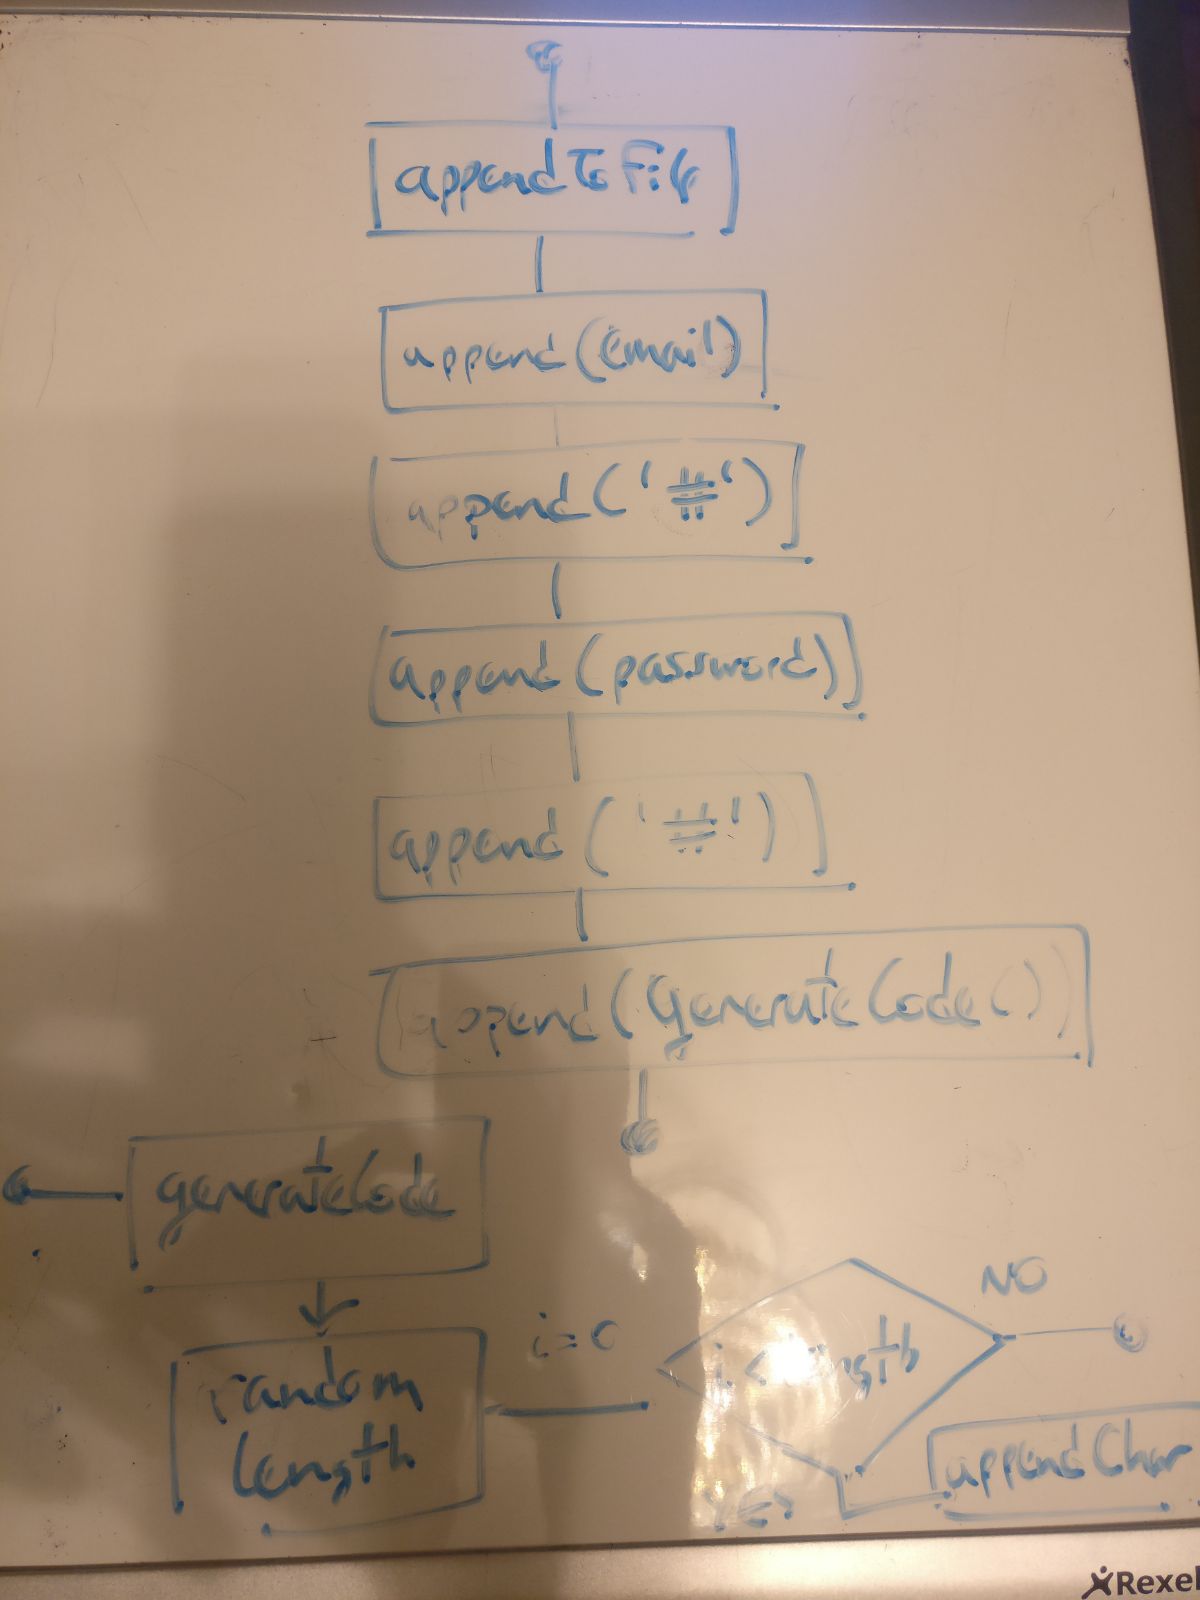 appendToFile
append(email)
append('#')
append(password)
append('#')
append(generateCode())
generateCode
random
length
i=0
i<length
NO
YES
appendChar
Rexel